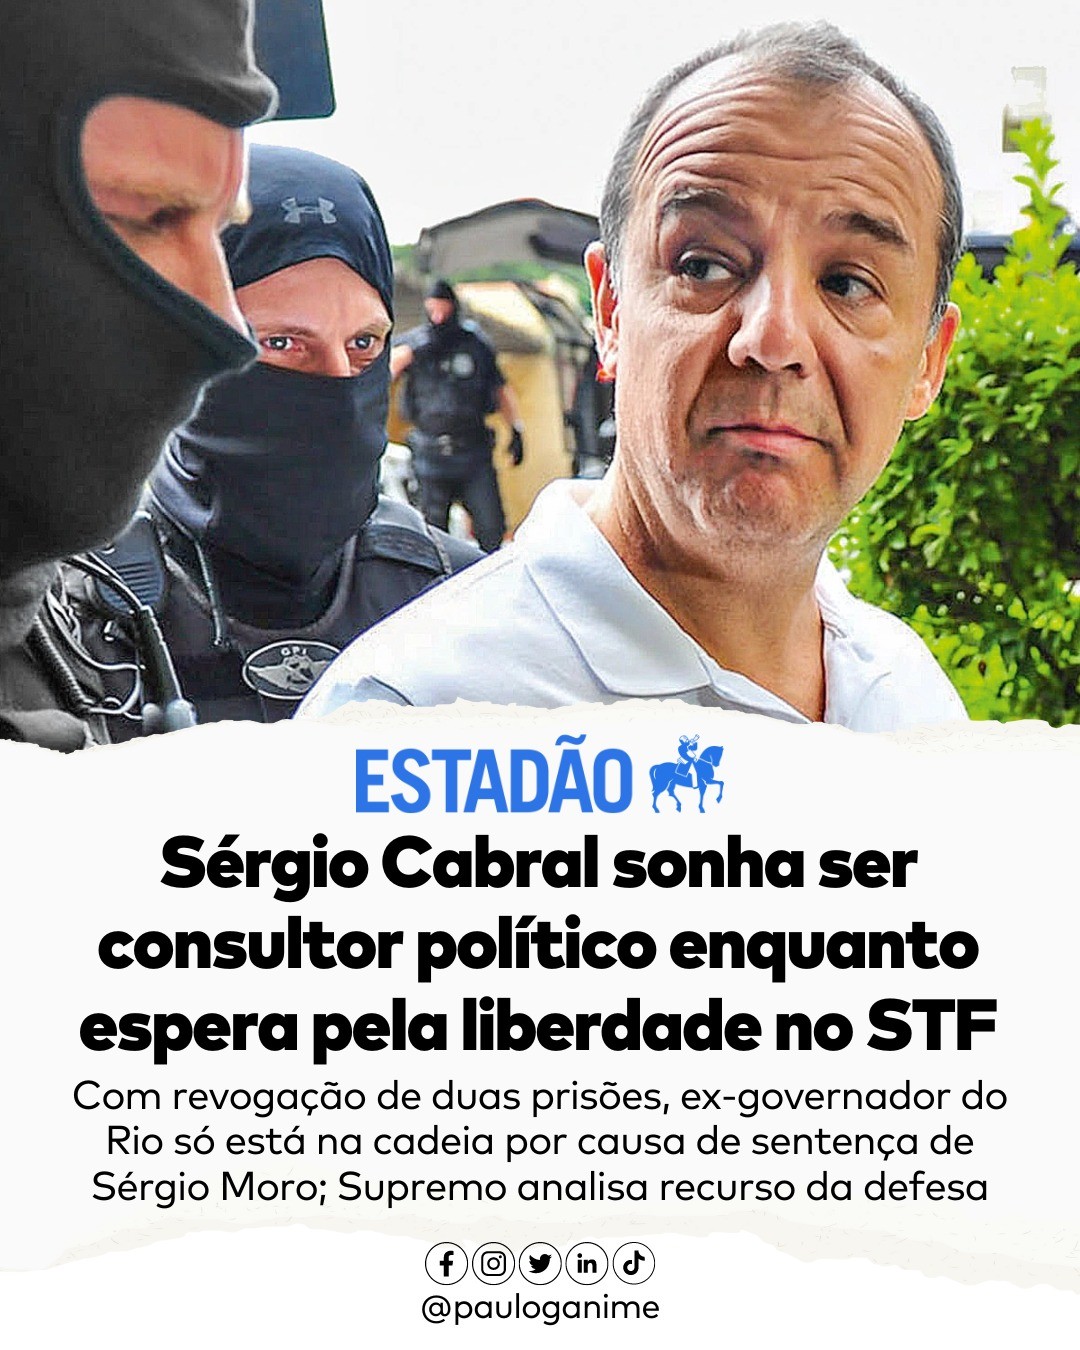 GPI
ESTADÃO
Sérgio Cabral sonha ser
consultor político enquanto
espera pela liberdade no STF
Com revogação de duas prisões, ex-governador do
Rio só está na cadeia por causa de sentença de
Sérgio Moro; Supremo analisa recurso da defesa
@pauloganime